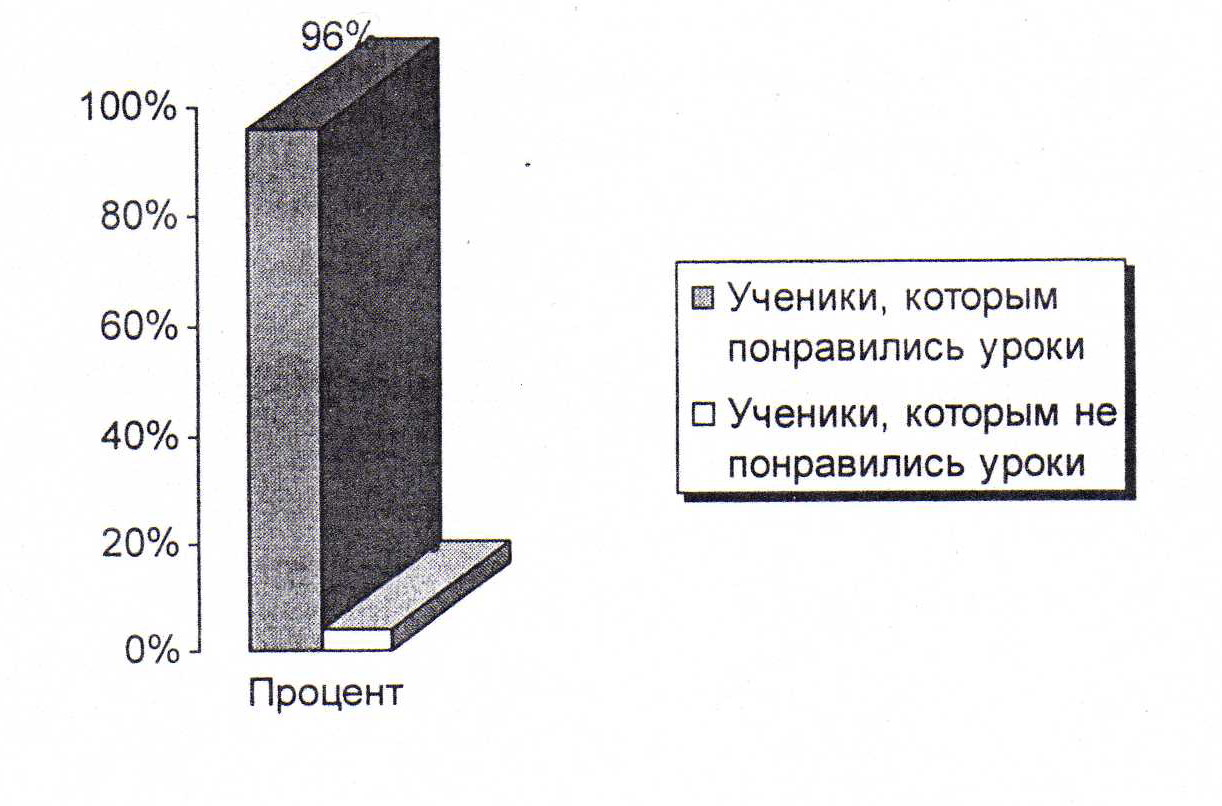 96%
100%
80%
60%
40%
20%
0%
Процент
Ученики, которым
понравились уроки
Ученики, которым не
понравились уроки